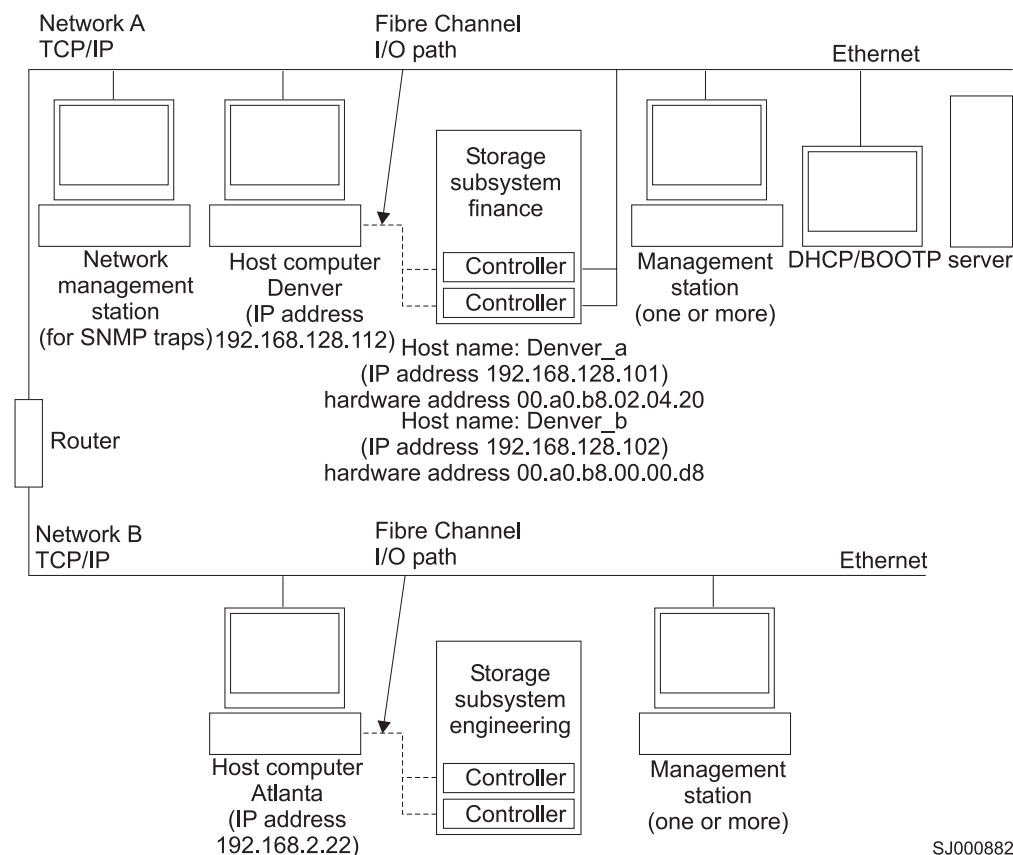 Network A
TCP/IP
Fibre Channel
I/O path
Ethernet
Storage
subsystem
finance
Controller
Controller
Network
management
station
(for SNMP traps)
Host computer
Denver
(IP address
192.168.128.112)
Management
station
(one or more)
DHCP/BOOTP server
Host name: Denver_a
(IP address 192.168.128.101)
hardware address 00.a0.b8.02.04.20
Host name: Denver_b
(IP address 192.168.128.102)
hardware address 00.a0.b8.00.00.d8
Router
Network B
TCP/IP
Fibre Channel
I/O path
Ethernet
Storage
subsystem
engineering
Controller
Controller
Host computer
Atlanta
(IP address
192.168.2.22)
Management
station
(one or more)
SJ000882